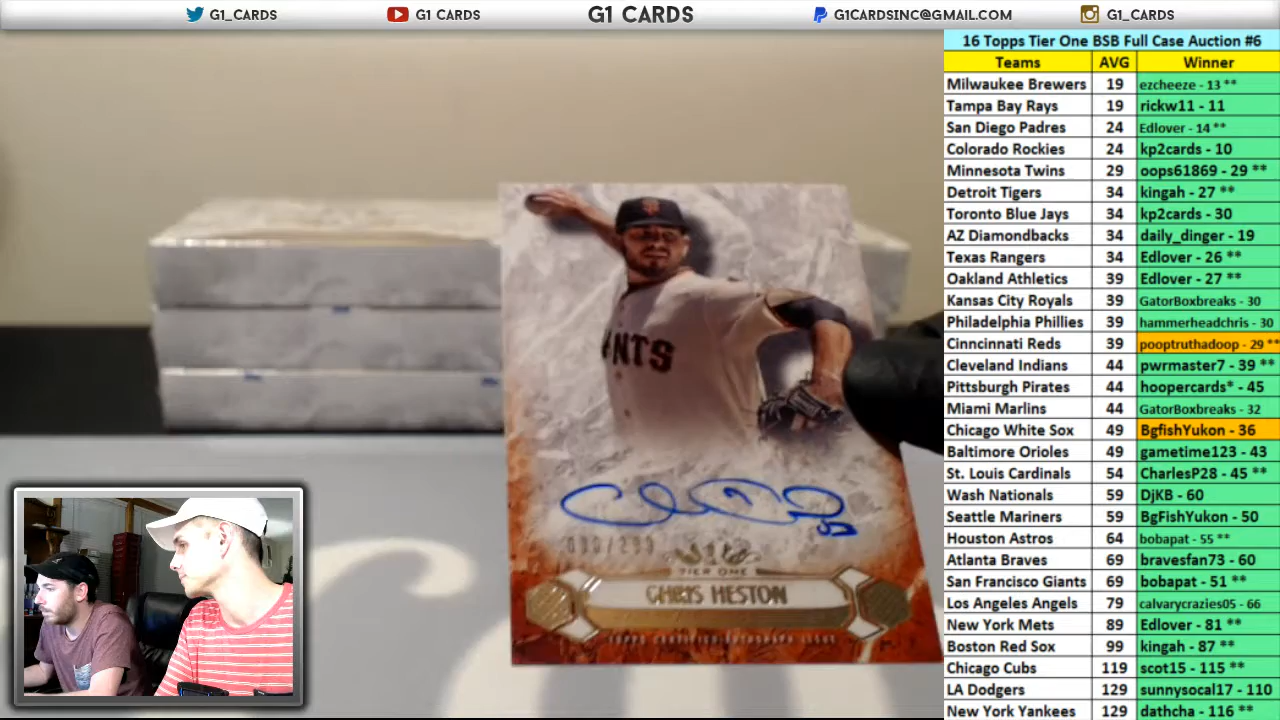 G1_CARDS G1 CARDS G1 CARDS G1CARDSINC@GMAIL.COM G1_CARDS
16 Topps Tier One BSB Full Case Auction #6
Teams AVG Winner
Milwaukee Brewers 19 ezcheeze - 13 **
Tampa Bay Rays 19 rickw11 - 11
San Diego Padres 24 Edlover - 14 **
Colorado Rockies 24 kp2cards - 10
Minnesota Twins 29 oops61869 - 29 **
Detroit Tigers 34 kingah - 27 **
Toronto Blue Jays 34 kp2cards - 30
AZ Diamondbacks 34 daily_dinger - 19
Texas Rangers 34 Edlover - 26 **
Oakland Athletics 39 Edlover - 27 **
Kansas City Royals 39 GatorBoxbreaks - 30
Philadelphia Phillies 39 hammerheadchris - 30
Cinncinnati Reds 39 pooptruthadoop - 29 **
Cleveland Indians 44 pwrmaster7 - 39 **
Pittsburgh Pirates 44 hoopercards* - 45
Miami Marlins 44 GatorBoxbreaks - 32
Chicago White Sox 49 BgfishYukon - 36
Baltimore Orioles 49 gametime123 - 43
St. Louis Cardinals 54 CharlesP28 - 45 **
Wash Nationals 59 DjKB - 60
Seattle Mariners 59 BgFishYukon - 50
Houston Astros 64 bobapat - 55 **
Atlanta Braves 69 bravesfan73 - 60
San Francisco Giants 69 bobapat - 51 **
Los Angeles Angels 79 calvarycrazies05 - 66
New York Mets 89 Edlover - 81 **
Boston Red Sox 99 kingah - 87 **
Chicago Cubs 119 scot15 - 115 **
LA Dodgers 129 sunnysocal17 - 110
New York Yankees 129 dathcha - 116 **
ANTS
TIER ONE
CHRIS HESTON
TOPPS CERTIFIED AUTOGRAPH ISSUE